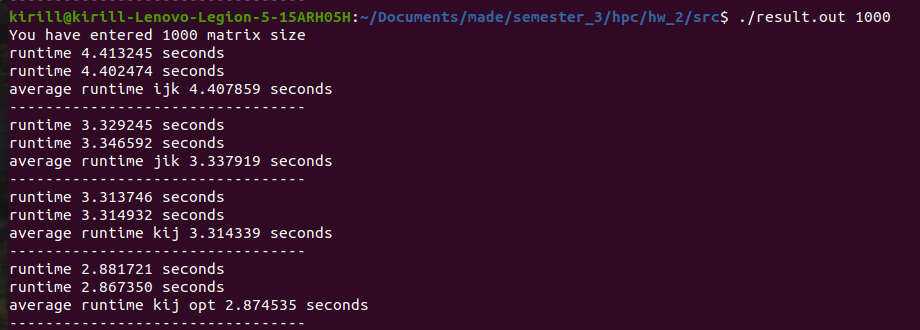 kirill@kirill-Lenovo-Legion-5-15ARH05H:~/Documents/made/semester_3/hpc/hw_2/src$ ./result.out 1000
You have entered 1000 matrix size
runtime 4.413245 seconds
runtime 4.402474 seconds
average runtime ijk 4.407859 seconds
---------------------------------
runtime 3.329245 seconds
runtime 3.346592 seconds
average runtime jik 3.337919 seconds
---------------------------------
runtime 3.313746 seconds
runtime 3.314932 seconds
average runtime kij 3.314339 seconds
---------------------------------
runtime 2.881721 seconds
runtime 2.867350 seconds
average runtime kij opt 2.874535 seconds
---------------------------------